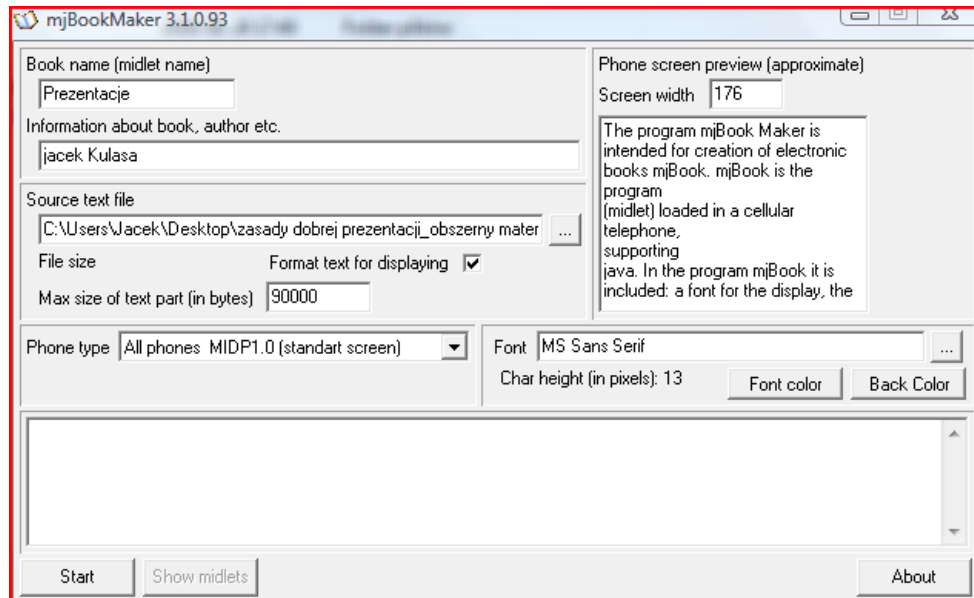 mjBookMaker 3.1.0.93
Book name (midlet name)
Prezentacje
Information about book, author etc.
jacek Kulasa
Source text file
C:\Users\Jacek\Desktop\zasady dobrej prezentacji_obszerny mater
...
File size
Format text for displaying
Max size of text part (in bytes)
90000
Phone screen preview (approximate)
Screen width
176
The program mjBook Maker is
intended for creation of electronic
books mjBook. mjBook is the
program
(midlet) loaded in a cellular
telephone,
supporting
java. In the program mjBook it is
included: a font for the display, the
Phone type
All phones MIDP1.0 (standart screen)
Font
MS Sans Serif
...
Char height (in pixels): 13
Font color
Back Color
Start
Show midlets
About